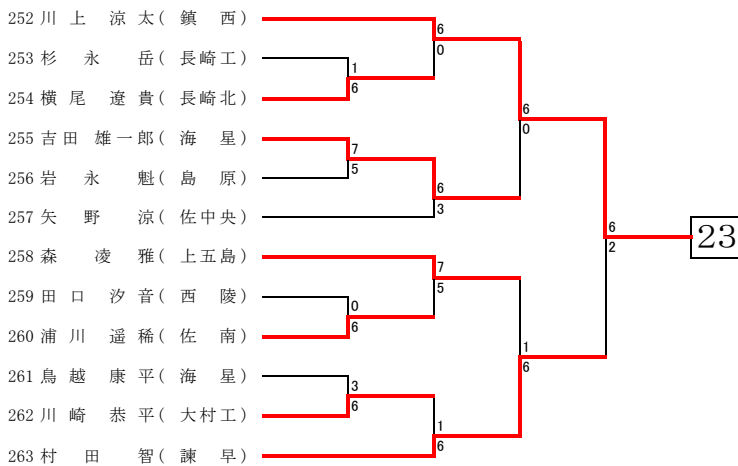 252 川上 涼太( 鎮 西 )
6
0
253 杉 永 岳( 長崎工 )
1
6
254 横尾 遼貴( 長崎北 )
6
0
255 吉田 雄一郎( 海 星 )
7
5
256 岩 永 魁( 島 原 )
6
3
257 矢 野 涼( 佐中央 )
6
2
23
258 森 凌 雅( 上五島 )
7
5
259 田口 汐音( 西 陵 )
0
6
260 浦川 遥稀( 佐 南 )
1
6
261 鳥越 康平( 海 星 )
3
6
262 川崎 恭平( 大村工 )
1
6
263 村 田 智( 諫 早 )